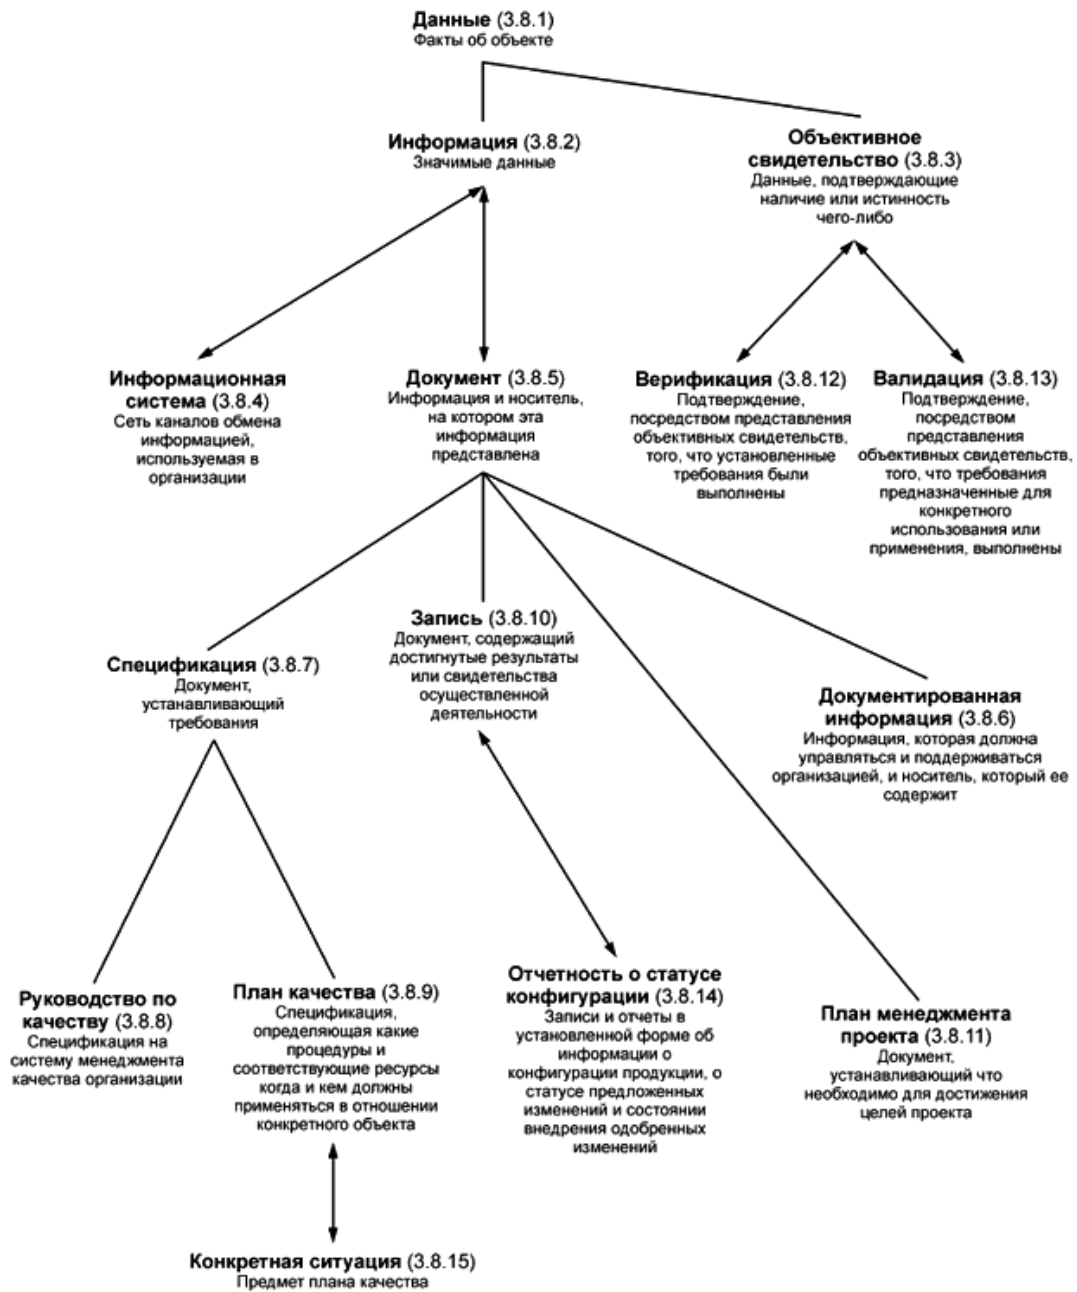 Данные (3.8.1)
Факты об объекте
Информация (3.8.2)
Значимые данные
Объективное
свидетельство (3.8.3)
Данные, подтверждающие
наличие или истинность
чего-либо
Информационная
система (3.8.4)
Сеть каналов обмена
информацией,
используемая в
организации
Документ (3.8.5)
Информация и носитель,
на котором эта
информация
представлена
Верификация (3.8.12)
Подтверждение,
посредством представления
объективных свидетельств,
того, что установленные
требования были
выполнены
Валидация (3.8.13)
Подтверждение,
посредством
представления
объективных свидетельств,
того, что требования
предназначенные для
конкретного
использования или
применения, выполнены
Спецификация (3.8.7)
Документ,
устанавливающий
требования
Запись (3.8.10)
Документ, содержащий
достигнутые результаты
или свидетельства
осуществленной
деятельности
Документированная
информация (3.8.6)
Информация, которая должна
управляться и поддерживаться
организацией, и носитель, который ее
содержит
Руководство по
качеству (3.8.8)
Спецификация на
систему менеджмента
качества организации
План качества (3.8.9)
Спецификация,
определяющая какие
процедуры и
соответствующие ресурсы
когда и кем должны
применяться в отношении
конкретного объекта
Отчетность о статусе
конфигурации (3.8.14)
Записи и отчеты в
установленной форме об
информации о
конфигурации продукции, о
статусе предложенных
изменений и состоянии
внедрения одобренных
изменений
План менеджмента
проекта (3.8.11)
Документ,
устанавливающий что
необходимо для достижения
целей проекта
Конкретная ситуация (3.8.15)
Предмет плана качества